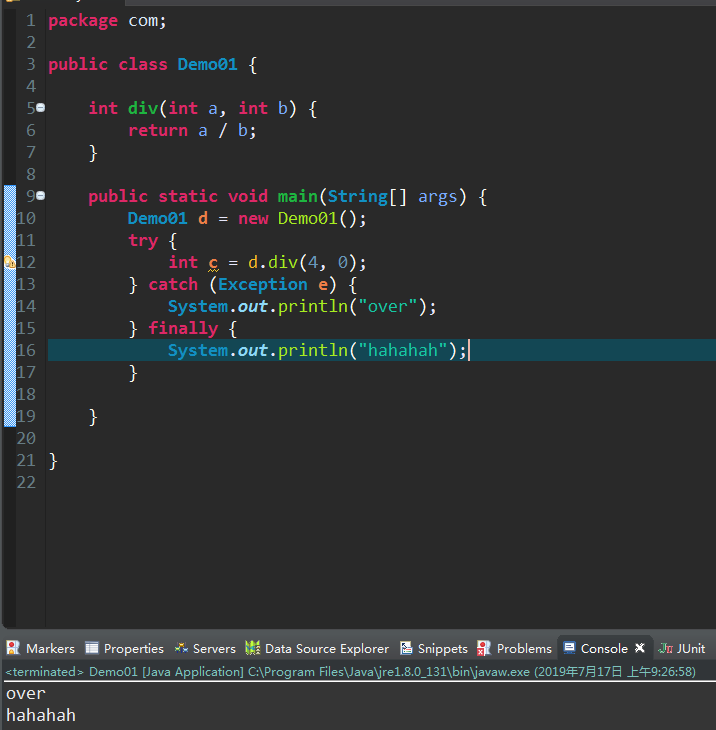 1 package com;
2
3 public class Demo01 {
4
5 int div(int a, int b) {
6 return a / b;
7 }
8
9 public static void main(String[] args) {
10 Demo01 d = new Demo01();
11 try {
12 int c = d.div(4, 0);
13 } catch (Exception e) {
14 System.out.println("over");
15 } finally {
16 System.out.println("hahahah");
17 }
18
19 }
20
21 }
22
Markers Properties Servers Data Source Explorer Snippets Problems Console JUnit
<terminated> Demo01 [Java Application] C:\Program Files\Java\jre1.8.0_131\bin\javaw.exe (2019年7月17日 上午9:26:58)
over
hahahah